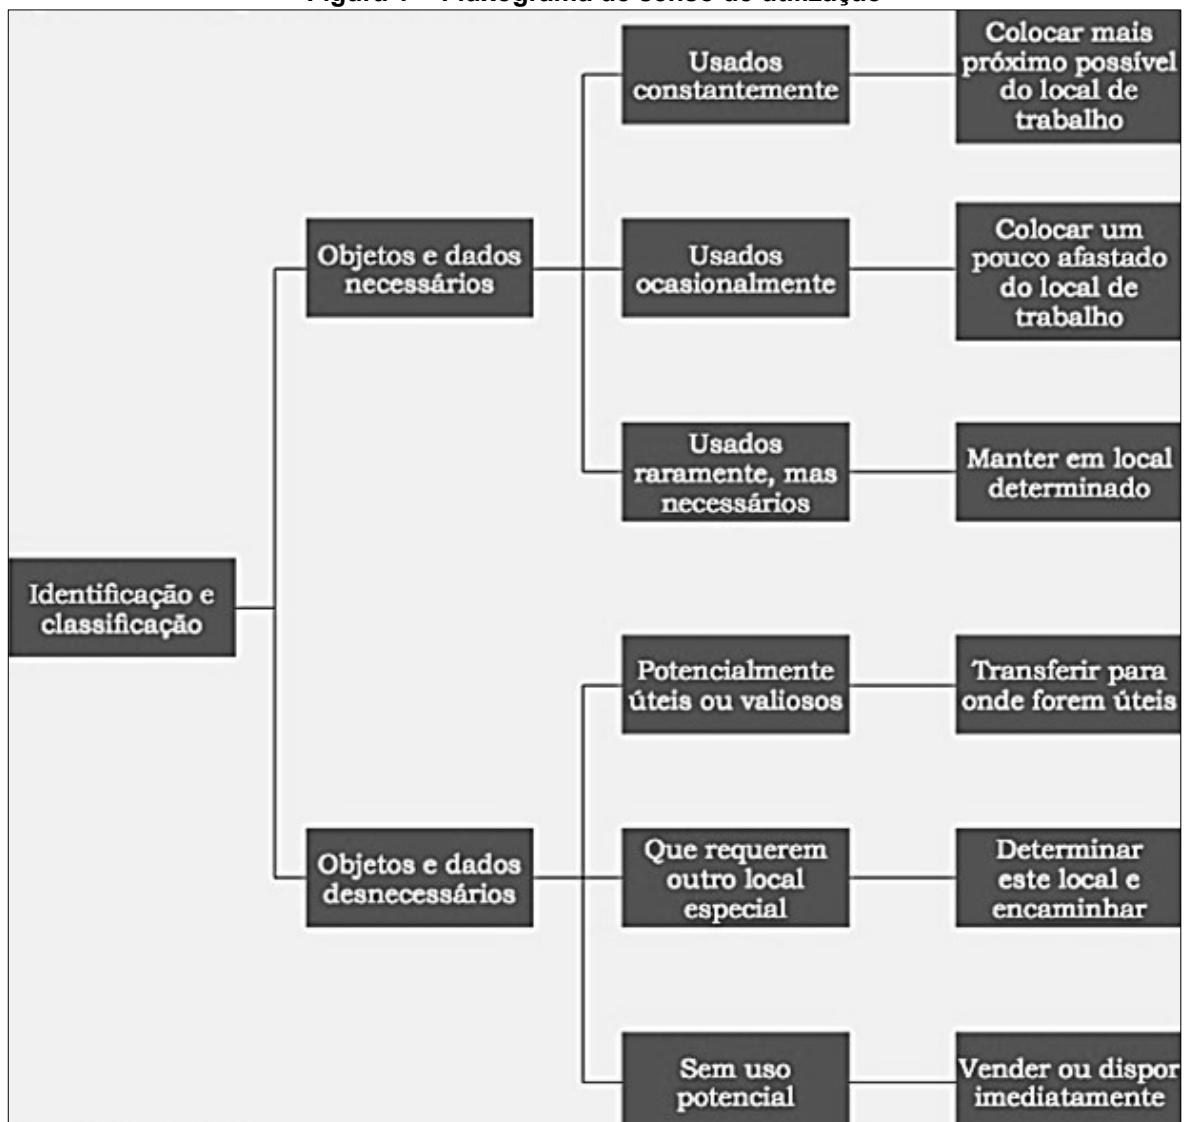 Usados
constantemente
Colocar mais
próximo possível
do local de
trabalho
Objetos e dados
necessários
Usados
ocasionalmente
Colocar um
pouco afastado
do local de
trabalho
Usados
raramente, mas
necessários
Manter em local
determinado
Identificação e
classificação
Potencialmente
úteis ou valiosos
Transferir para
onde forem úteis
Objetos e dados
desnecessários
Que requerem
outro local
especial
Determinar
este local e
encaminhar
Sem uso
potencial
Vender ou dispor
imediatamente